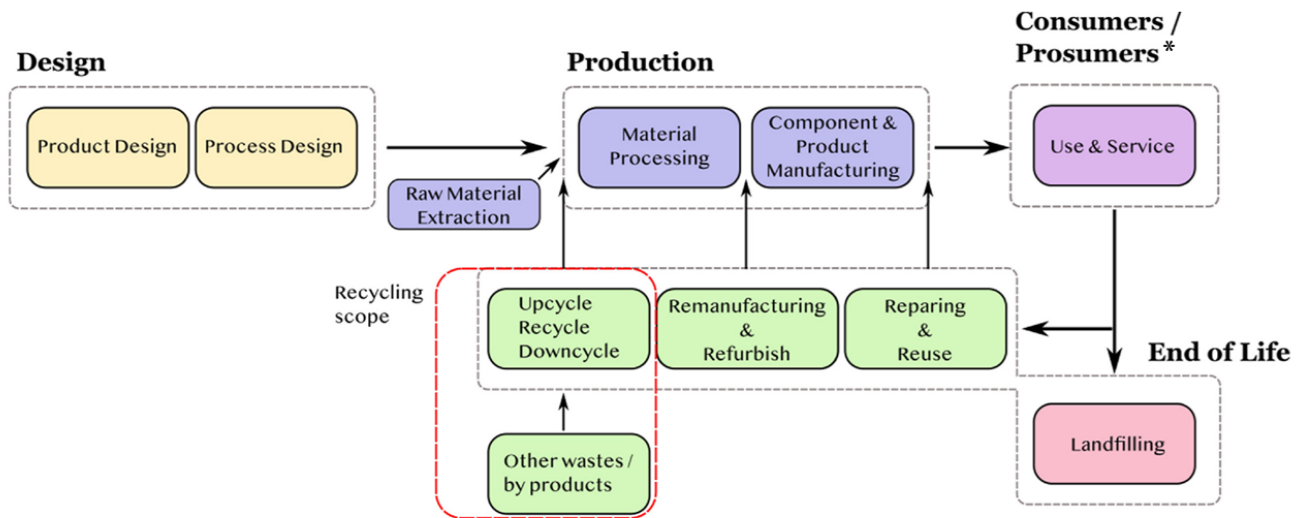 Consumers /
Prosumers*
Design
Production
Product Design
Process Design
Material
Processing
Component &
Product
Manufacturing
Use & Service
Raw Material
Extraction
Recycling
scope
Upcycle
Recycle
Downcycle
Remanufacturing
&
Refurbish
Reparing
&
Reuse
End of Life
Landfilling
Other wastes /
by products